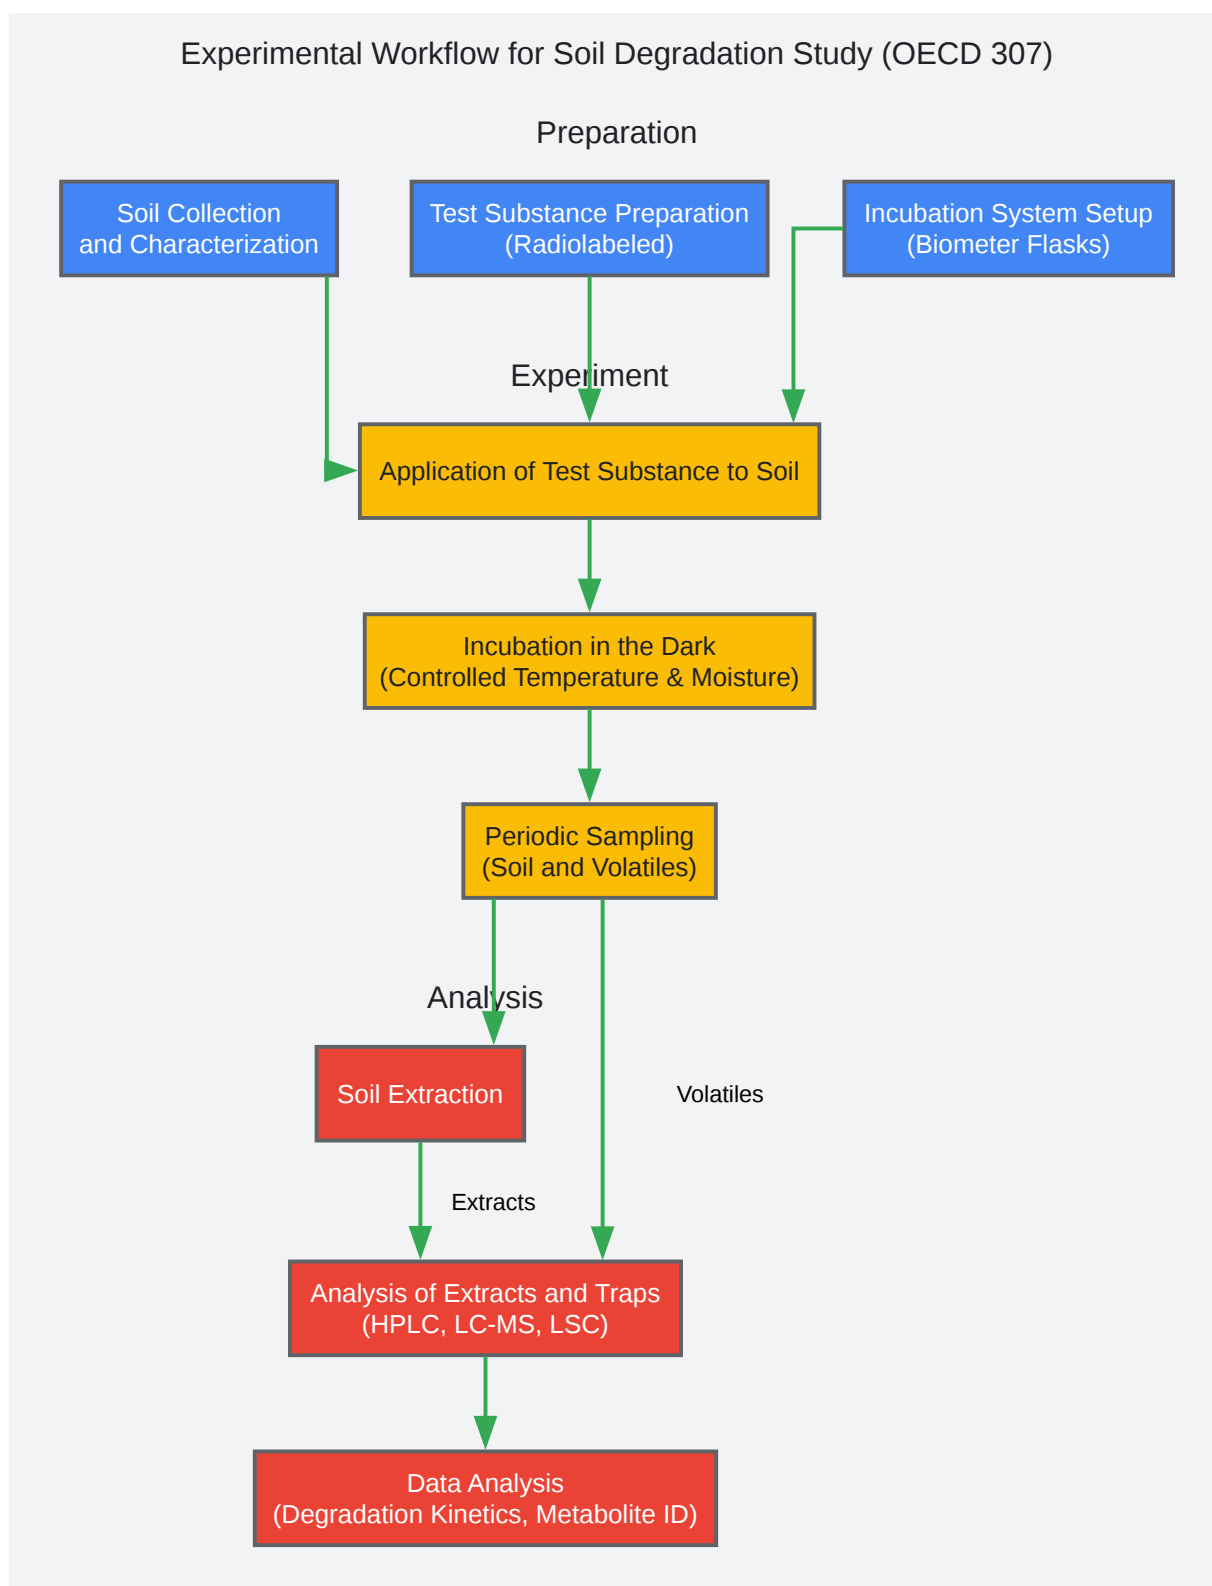 Experimental Workflow for Soil Degradation Study (OECD 307)
Preparation
Soil Collection
and Characterization
Test Substance Preparation
(Radiolabeled)
Incubation System Setup
(Biometer Flasks)
Experiment
Application of Test Substance to Soil
Incubation in the Dark
(Controlled Temperature & Moisture)
Periodic Sampling
(Soil and Volatiles)
Analysis
Soil Extraction
Volatiles
Extracts
Analysis of Extracts and Traps
(HPLC, LC-MS, LSC)
Data Analysis
(Degradation Kinetics, Metabolite ID)